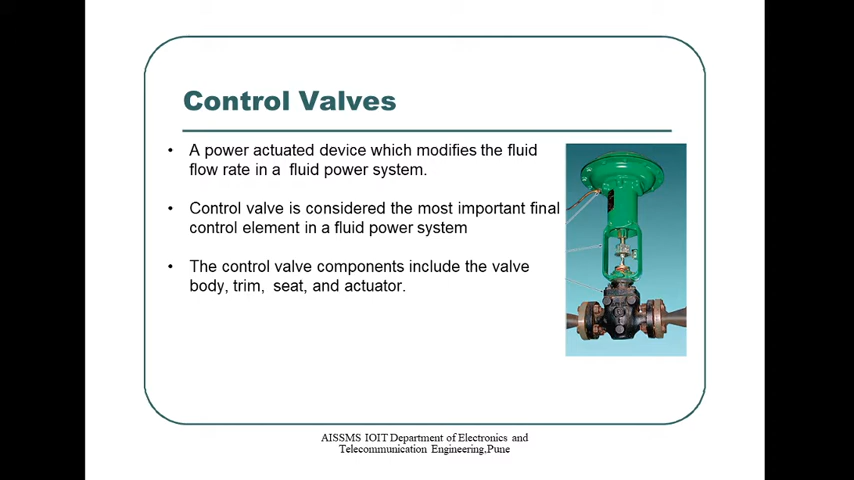 Control Valves
• A power actuated device which modifies the fluid
flow rate in a fluid power system.
• Control valve is considered the most important final
control element in a fluid power system
• The control valve components include the valve
body, trim, seat, and actuator.
AISSMS IOIT Department of Electronics and
Telecommunication Engineering,Pune